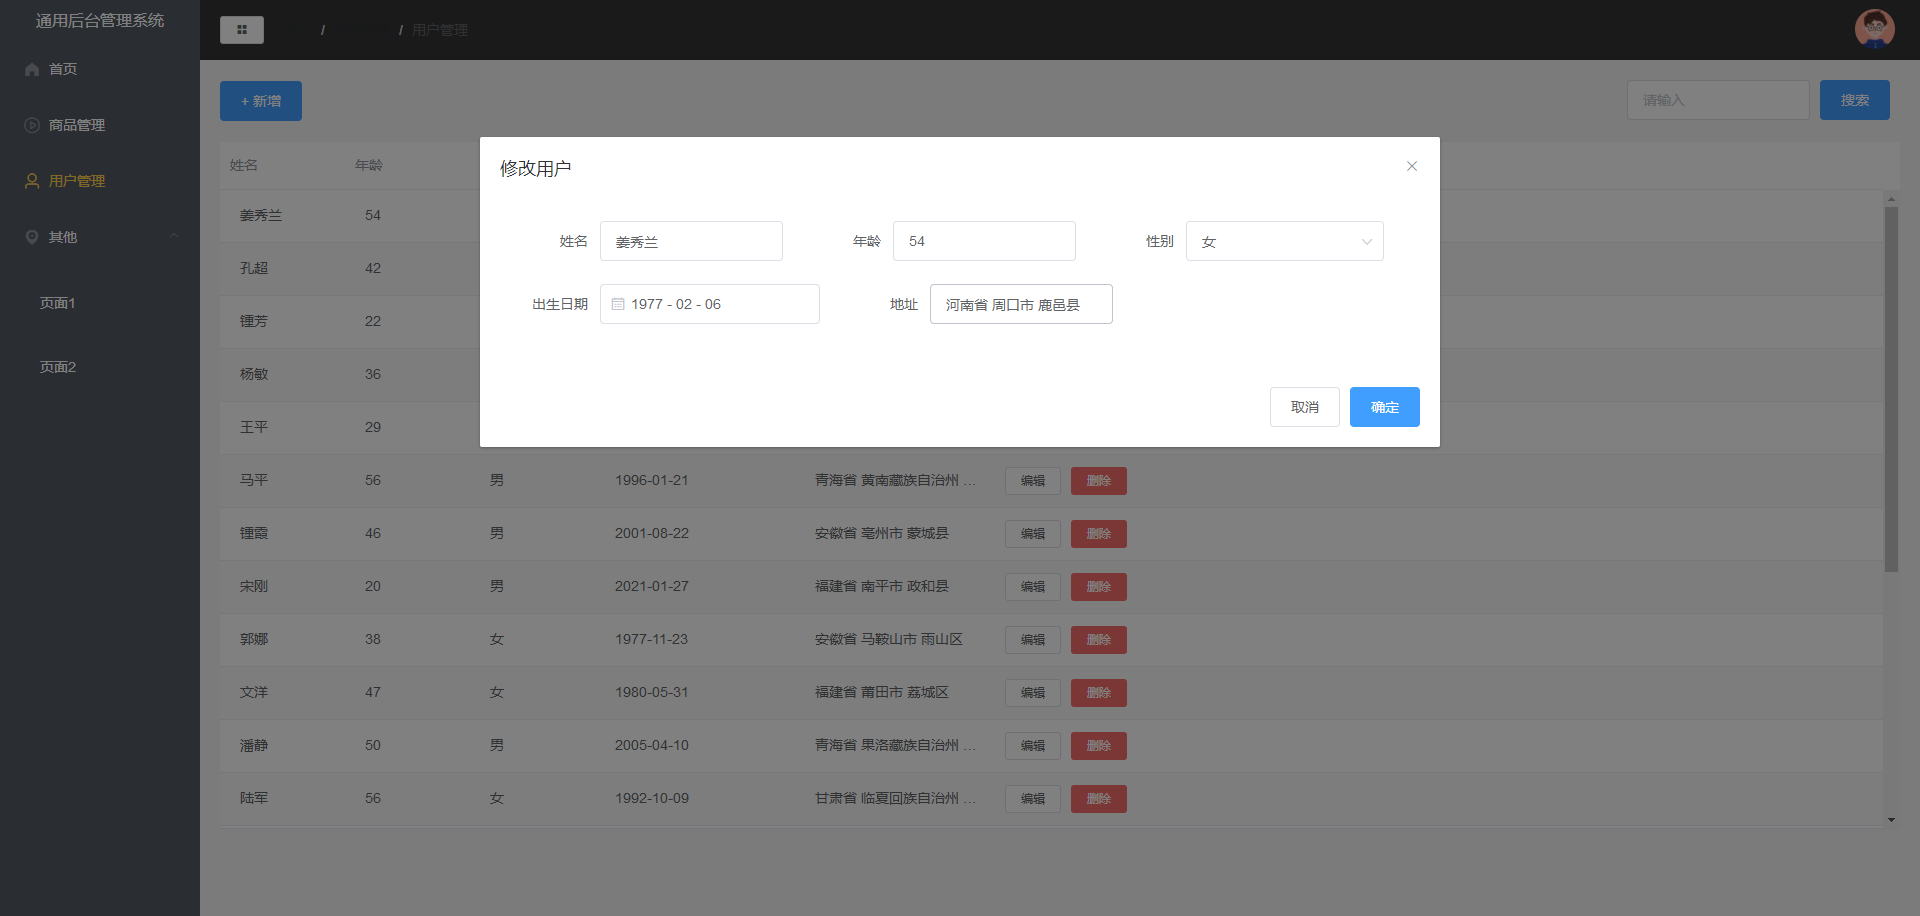 通用后台管理系统
首页
商品管理
用户管理
其他
页面1
页面2
/ / 用户管理
+ 新增
请输入 搜索
姓名 年龄
姜秀兰 54
孔超 42
锺芳 22
杨敏 36
王平 29
马平 56 男 1996-01-21 青海省 黄南藏族自治州 ... 编辑 删除
锺霞 46 男 2001-08-22 安徽省 亳州市 蒙城县 编辑 删除
宋刚 20 男 2021-01-27 福建省 南平市 政和县 编辑 删除
郭娜 38 女 1977-11-23 安徽省 马鞍山市 雨山区 编辑 删除
文洋 47 女 1980-05-31 福建省 莆田市 荔城区 编辑 删除
潘静 50 男 2005-04-10 青海省 果洛藏族自治州 ... 编辑 删除
陆军 56 女 1992-10-09 甘肃省 临夏回族自治州 ... 编辑 删除
修改用户
姓名 姜秀兰 年龄 54 性别 女
出生日期 1977 - 02 - 06 地址 河南省 周口市 鹿邑县
取消 确定